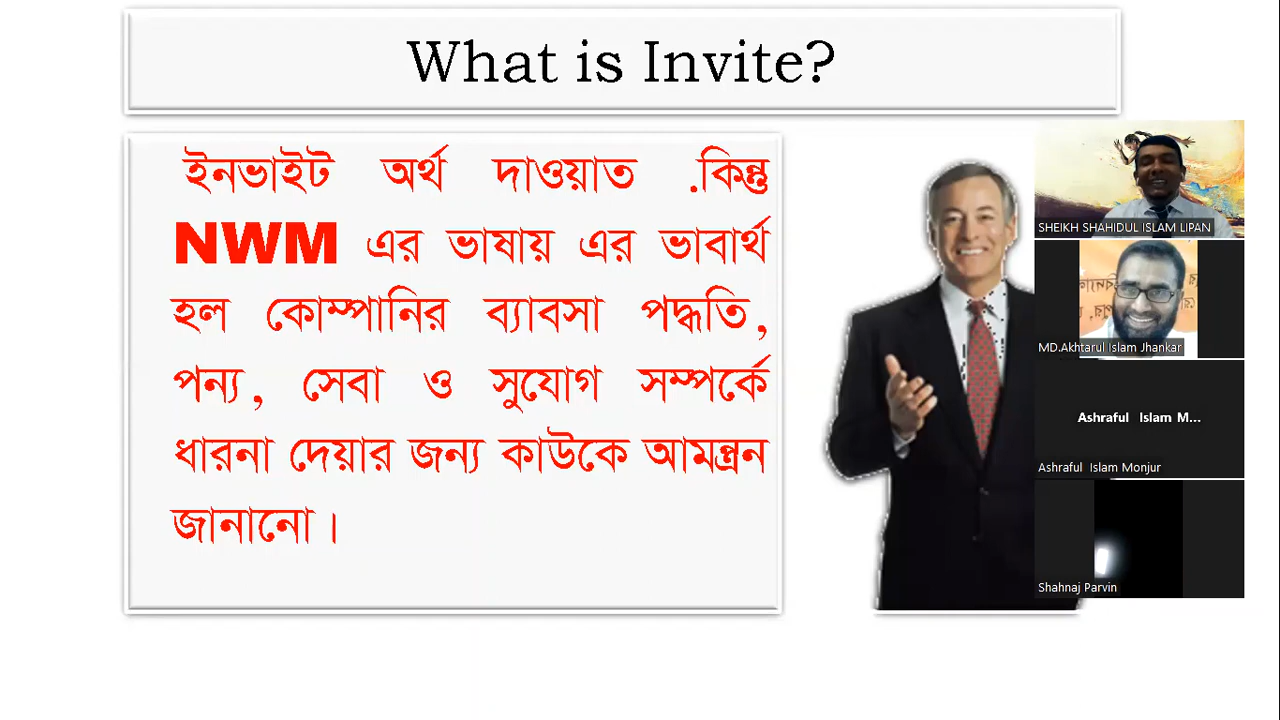 What is Invite?
ইনভাইট অর্থ দাওয়াত .কিন্তু
NWM এর ভাষায় এর ভাবার্থ
হল কোম্পানির ব্যাবসা পদ্ধতি,
পন্য, সেবা ও সুযোগ সম্পর্কে
ধারনা দেয়ার জন্য কাউকে আমন্ত্রন
জানানো।
SHEIKH SHAHIDUL ISLAM LIPAN
MD.Akhtarul Islam Jhankar
Ashraful Islam M...
Ashraful Islam Monjur
Shahnaj Parvin